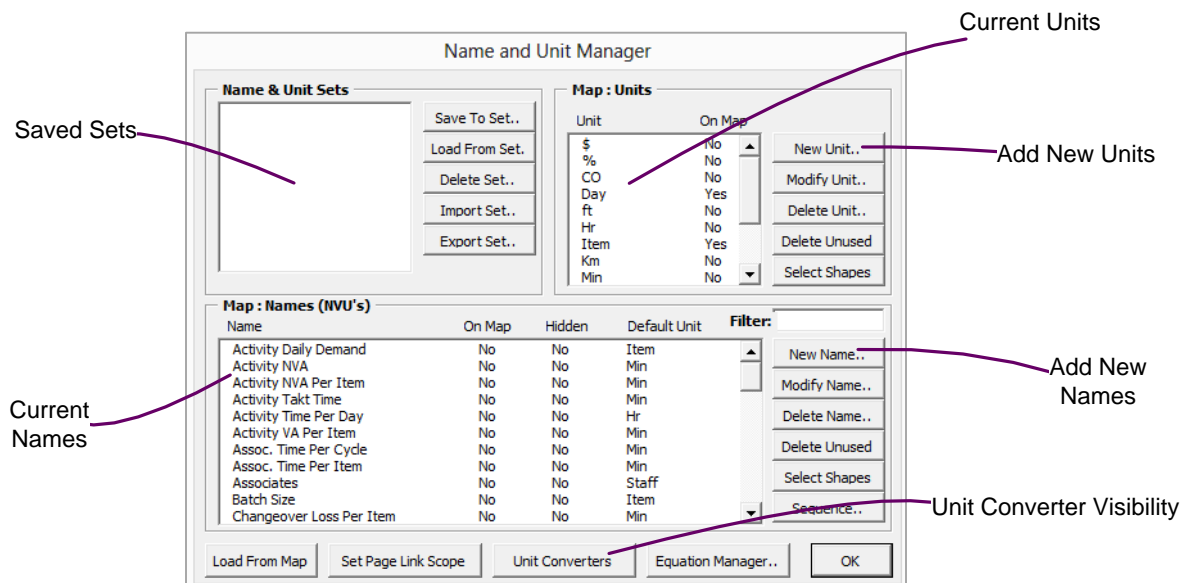 Current Units
Name and Unit Manager
Name & Unit Sets
Saved Sets
Save To Set..
Load From Set.
Delete Set..
Import Set..
Export Set..
Map : Units
Unit On Map
$ No
% No
CO No
Day Yes
ft No
Hr No
Item Yes
Km No
Min No
New Unit..
Modify Unit..
Delete Unit..
Delete Unused
Select Shapes
Add New Units
Map : Names (NVU's)
Filter:
Name On Map Hidden Default Unit
Activity Daily Demand No No Item
Activity NVA No No Min
Activity NVA Per Item No No Min
Activity Takt Time No No Min
Activity Time Per Day No No Hr
Activity VA Per Item No No Min
Assoc. Time Per Cycle No No Min
Assoc. Time Per Item No No Min
Associates No No Staff
Batch Size No No Item
Changeover Loss Per Item No No Min
Current
Names
New Name..
Modify Name..
Delete Name..
Delete Unused
Select Shapes
Sequence..
Add New
Names
Unit Converter Visibility
Load From Map
Set Page Link Scope
Unit Converters
Equation Manager..
OK